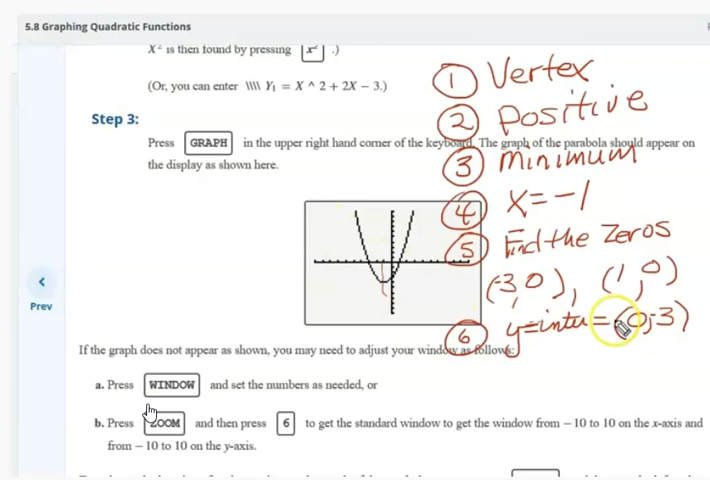 5.8 Graphing Quadratic Functions
X² is then found by pressing x² .)
① Vertex
(Or, you can enter \\\\ Y₁ = X ^ 2 + 2X − 3.)
② Positive
Step 3:
Press GRAPH in the upper right hand corner of the keyboard. The graph of the parabola should appear on
the display as shown here.
③ minimum
④ x=-1
⑤ Find the zeros
(-3,0), (1,0)
⑥ y=intu=(0,-3)
Prev
If the graph does not appear as shown, you may need to adjust your window as follows:
a. Press WINDOW and set the numbers as needed, or
b. Press ZOOM and then press 6 to get the standard window to get the window from − 10 to 10 on the x-axis and
from − 10 to 10 on the y-axis.